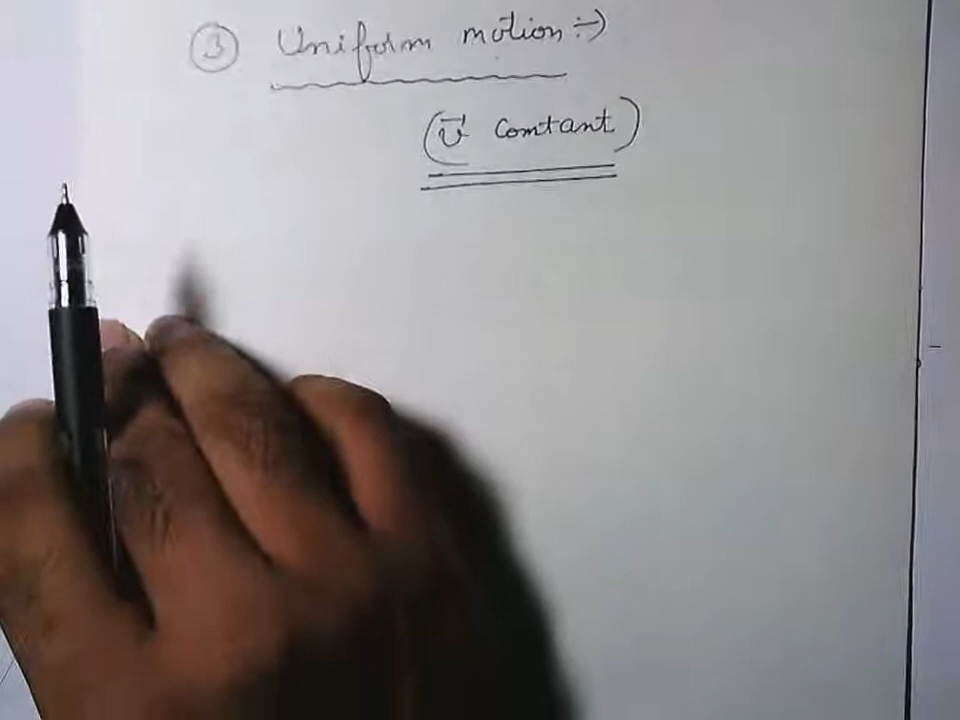 ③ Uniform motion :-)
(v⃗ constant)